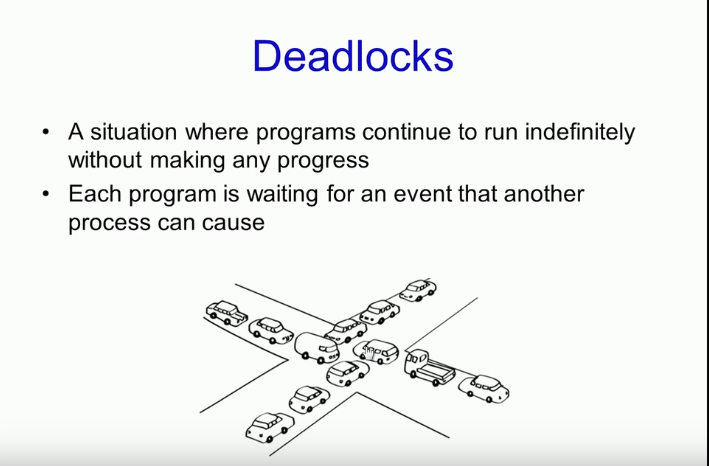 Deadlocks
• A situation where programs continue to run indefinitely
without making any progress
• Each program is waiting for an event that another
process can cause